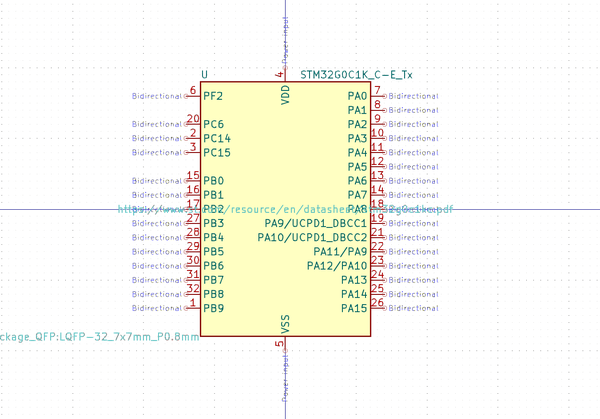 Power input
U STM32G0C1K_C-E_Tx
4
VDD
Bidirectional 6 PF2 PA0 7 Bidirectional
PA1 8 Bidirectional
Bidirectional 20 PC6 PA2 9 Bidirectional
Bidirectional 2 PC14 PA3 10 Bidirectional
Bidirectional 3 PC15 PA4 11 Bidirectional
PA5 12 Bidirectional
Bidirectional 15 PB0 PA6 13 Bidirectional
Bidirectional 16 PB1 PA7 14 Bidirectional
17 PB2 PA8 18
Bidirectional 27 PB3 PA9/UCPD1_DBCC1 19 Bidirectional
Bidirectional 28 PB4 PA10/UCPD1_DBCC2 21 Bidirectional
Bidirectional 29 PB5 PA11/PA9 22 Bidirectional
Bidirectional 30 PB6 PA12/PA10 23 Bidirectional
Bidirectional 31 PB7 PA13 24 Bidirectional
Bidirectional 32 PB8 PA14 25 Bidirectional
Bidirectional 1 PB9 PA15 26 Bidirectional
VSS
ckage_QFP:LQFP-32_7x7mm_P0.8mm
5
Power input